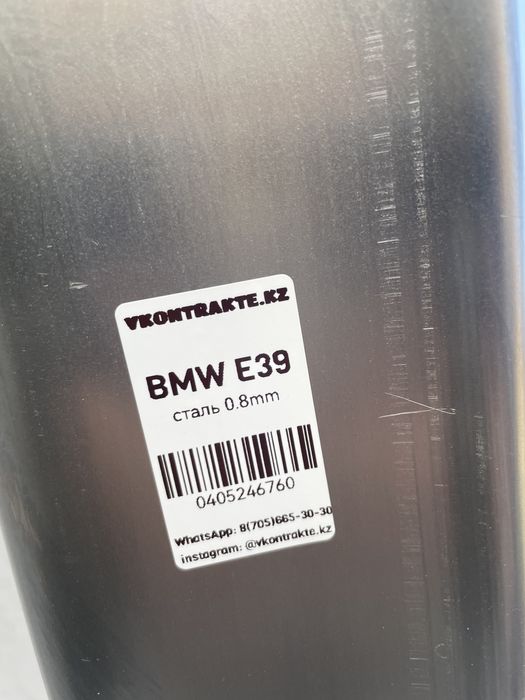 VKONTRAKTE.KZ
BMW E39
сталь 0.8mm
0405246760
WhatsApp: 8(705)665-30-30
instagram: @vkontrakte.kz